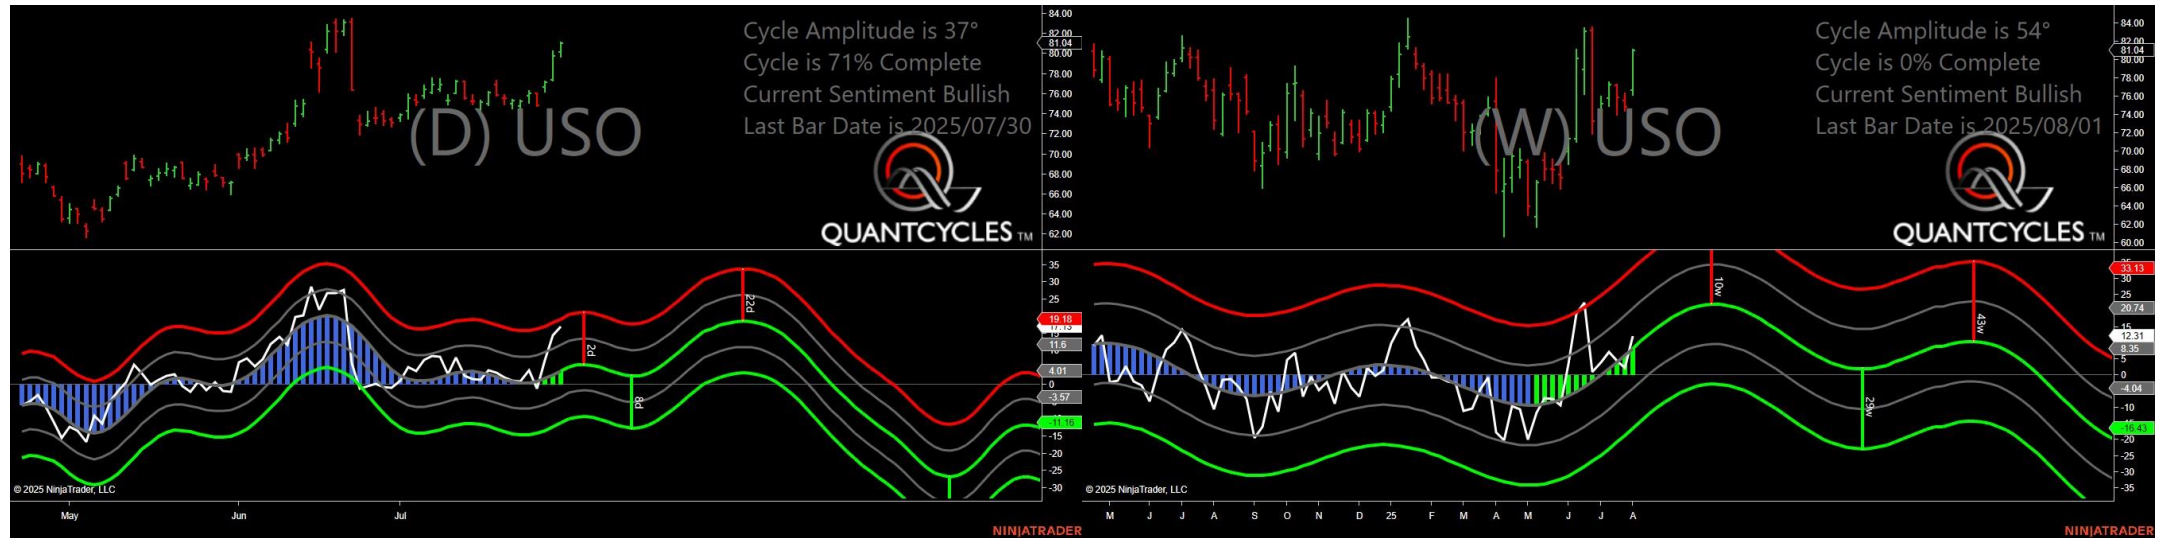 Cycle Amplitude is 37°
Cycle is 71% Complete
Current Sentiment Bullish
Last Bar Date is 2025/07/30
(D) USO
QUANTCYCLES TM
84.00
81.04
80.00
78.00
76.00
74.00
72.00
70.00
68.00
66.00
64.00
62.00
35
30
25
19.18
17.13
11.6
4.01
0
-3.57
-11.16
-15
-20
-25
-30
2d
8d
22d
© 2025 NinjaTrader, LLC
May
Jun
Jul
NINJATRADER
Cycle Amplitude is 54°
Cycle is 0% Complete
Current Sentiment Bullish
Last Bar Date is 2025/08/01
(W) USO
QUANTCYCLES TM
84.00
82.00
81.04
80.00
78.00
76.00
74.00
72.00
70.00
68.00
66.00
64.00
62.00
60.00
33.13
30
25
20.74
15
12.31
8.35
5
0
-4.04
-10
-16.43
-20
-25
-30
-35
10w
29w
43w
© 2025 NinjaTrader, LLC
M
J
J
A
S
O
N
D
25
F
M
A
M
J
J
A
NINJATRADER